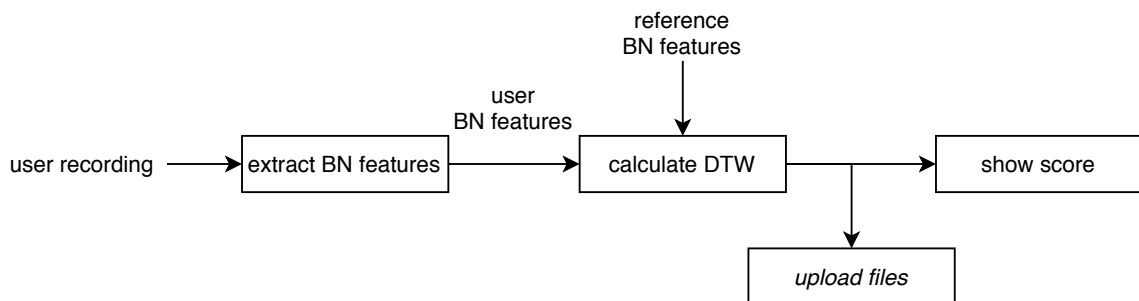 reference
BN features
user
BN features
user recording
extract BN features
calculate DTW
show score
upload files